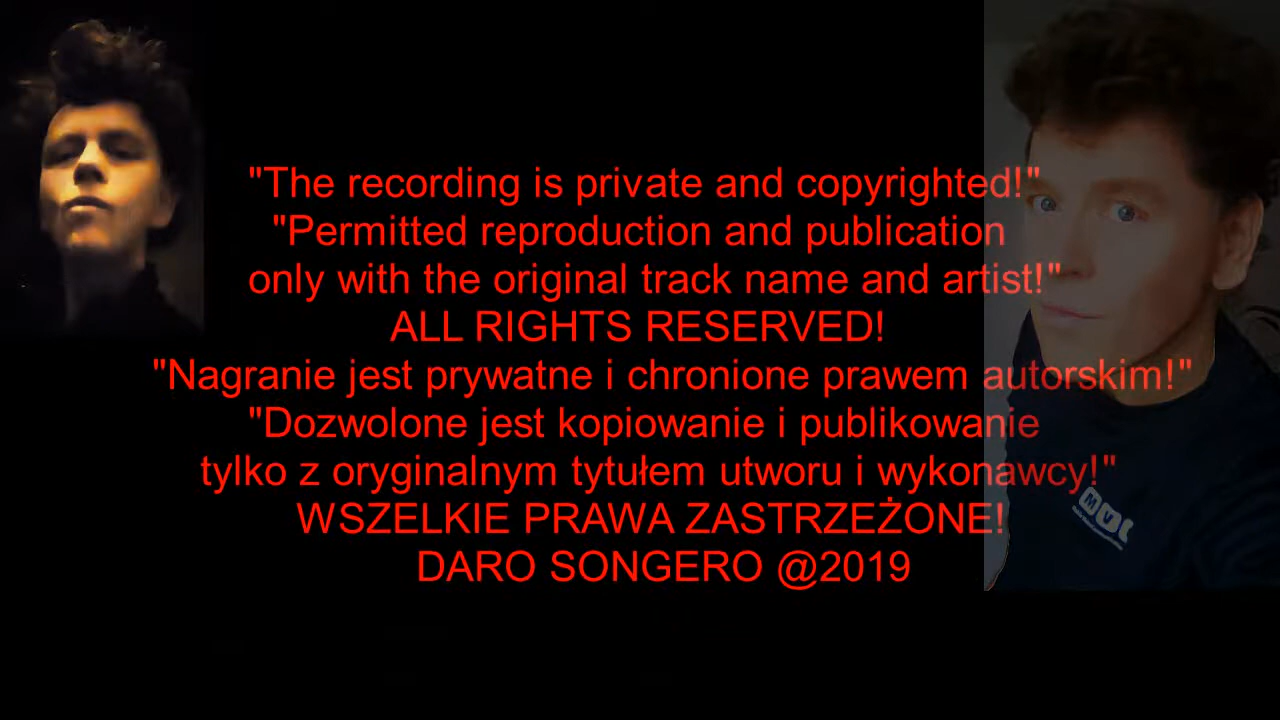 "The recording is private and copyrighted!"
"Permitted reproduction and publication
only with the original track name and artist!"
ALL RIGHTS RESERVED!
"Nagranie jest prywatne i chronione prawem autorskim!"
"Dozwolone jest kopiowanie i publikowanie
tylko z oryginalnym tytułem utworu i wykonawcy!"
WSZELKIE PRAWA ZASTRZEŻONE!
DARO SONGERO @2019